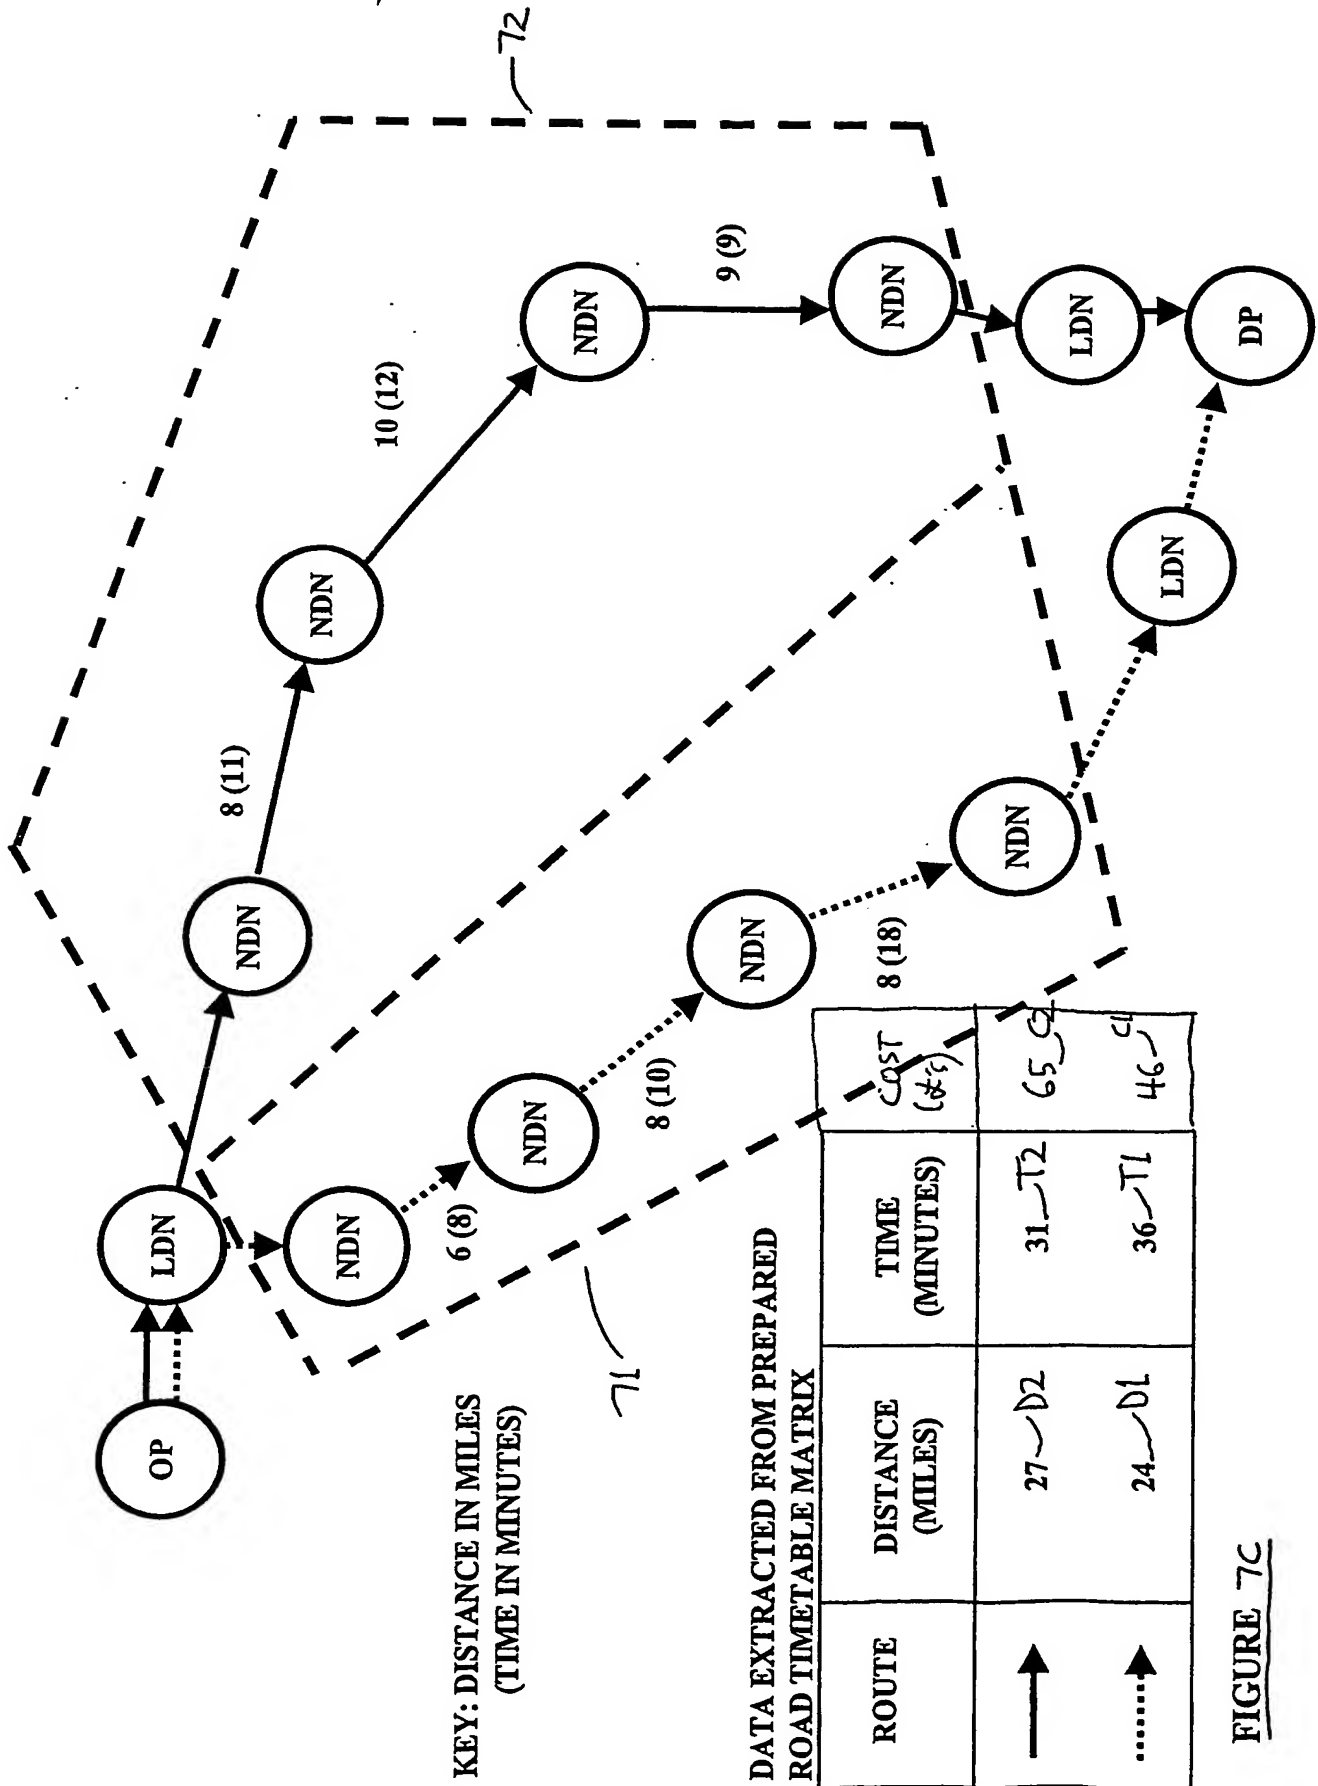 OP
LDN
NDN
8 (11)
NDN
10 (12)
NDN
9 (9)
NDN
LDN
DP
72
NDN
6 (8)
NDN
8 (10)
NDN
8 (18)
NDN
LDN
71
KEY: DISTANCE IN MILES
(TIME IN MINUTES)
DATA EXTRACTED FROM PREPARED
ROAD TIMETABLE MATRIX
ROUTE DISTANCE (MILES) TIME (MINUTES) COST (£'s)
27 D2 31 T2 65 C2
24 D1 36 T1 46 C1
FIGURE 7C